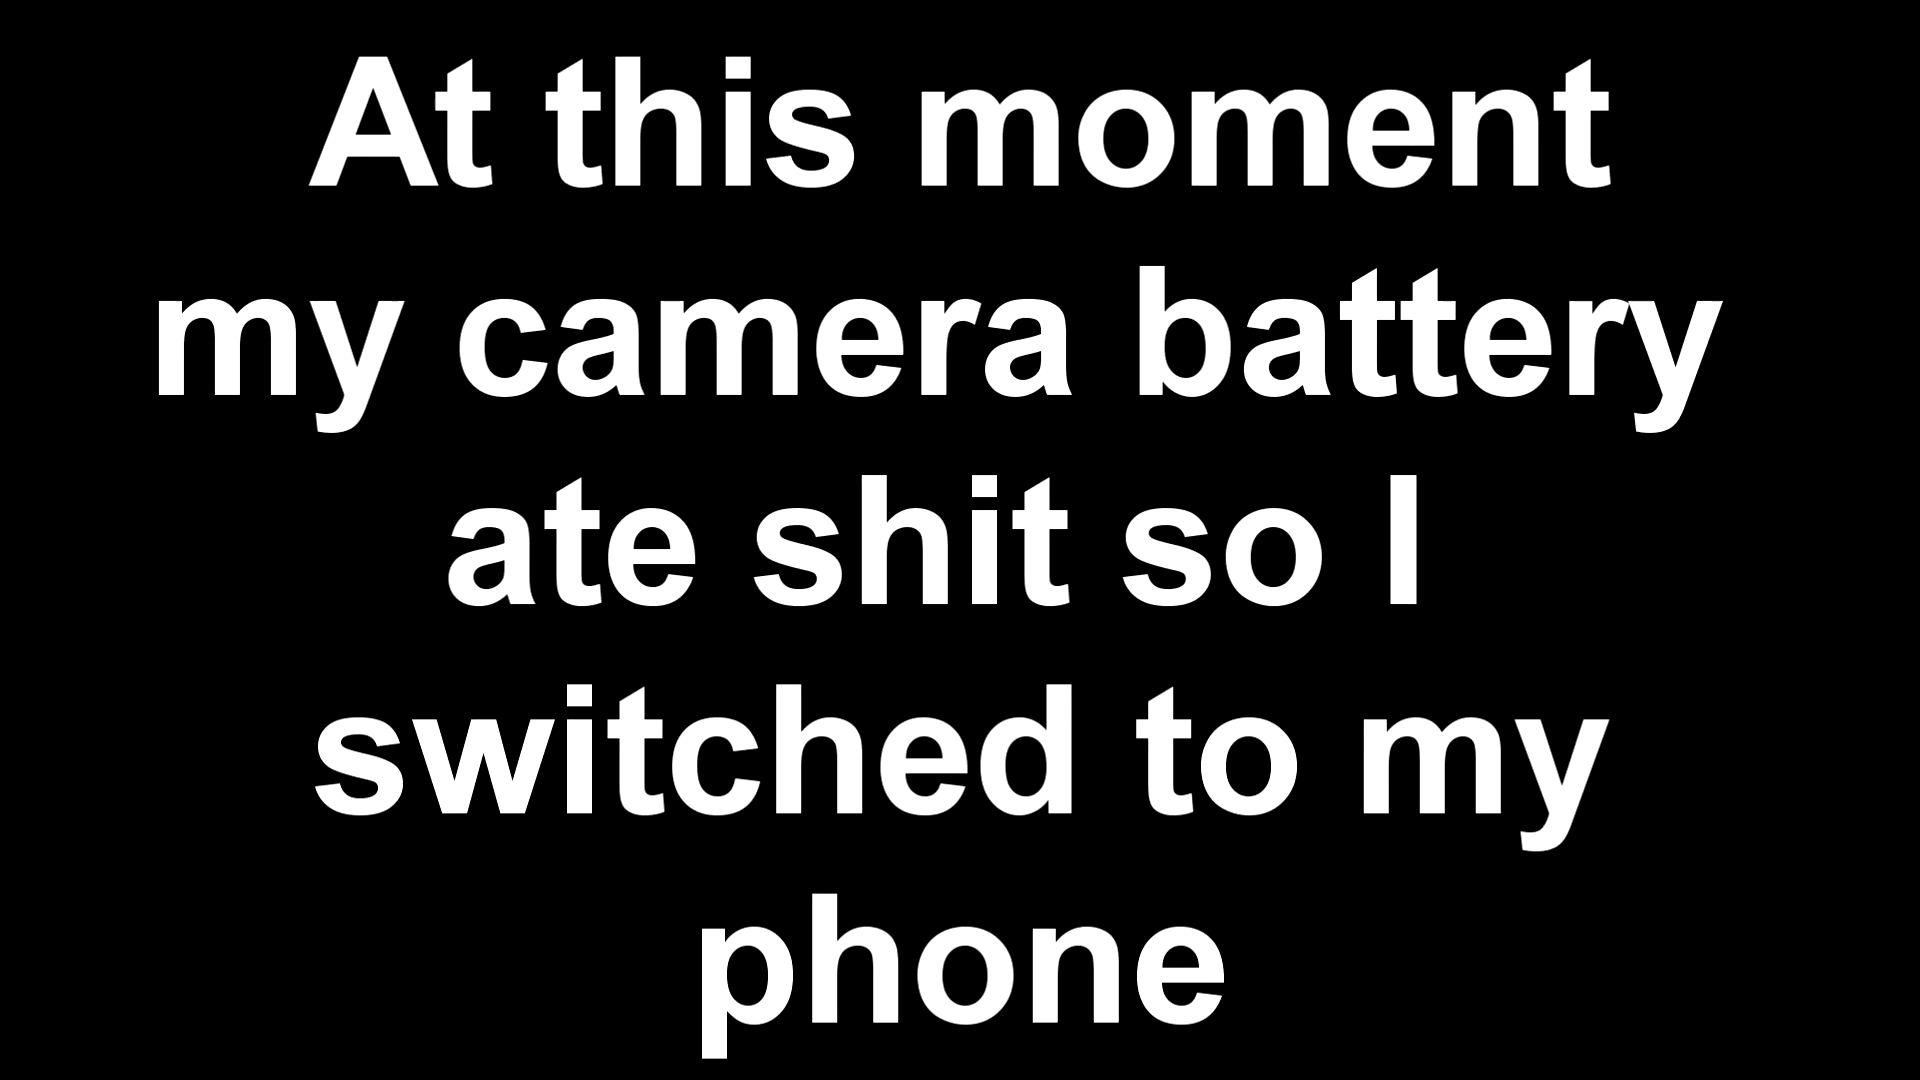 At this moment
my camera battery
ate shit so I
switched to my
phone